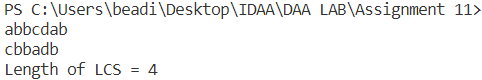 PS C:\Users\beadi\Desktop\IDAA\DAA LAB\Assignment 11>
abbcdab
cbbadb
Length of LCS = 4